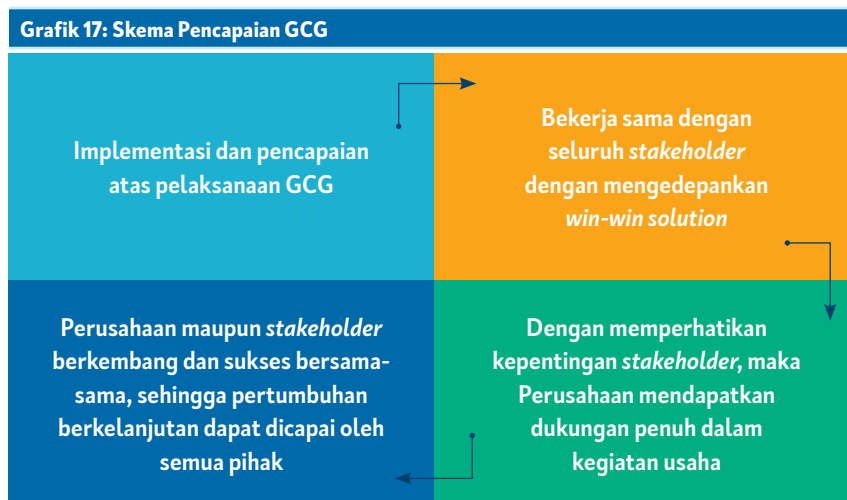 Grafik 17: Skema Pencapaian GCG
Implementasi dan pencapaian
atas pelaksanaan GCG
Bekerja sama dengan
seluruh stakeholder
dengan mengedepankan
win-win solution
Dengan memperhatikan
kepentingan stakeholder, maka
Perusahaan mendapatkan
dukungan penuh dalam
kegiatan usaha
Perusahaan maupun stakeholder
berkembang dan sukses bersama-
sama, sehingga pertumbuhan
berkelanjutan dapat dicapai oleh
semua pihak